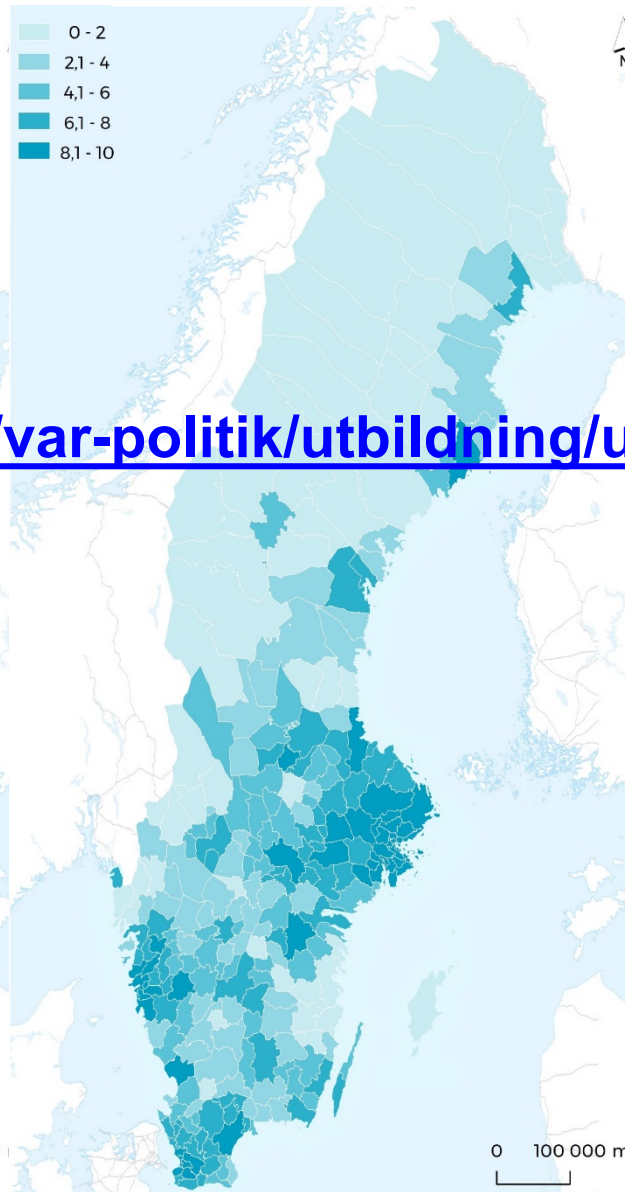 0 - 2
2,1 - 4
4,1 - 6
6,1 - 8
8,1 - 10
/var-politik/utbildning/u
0 100 000 m